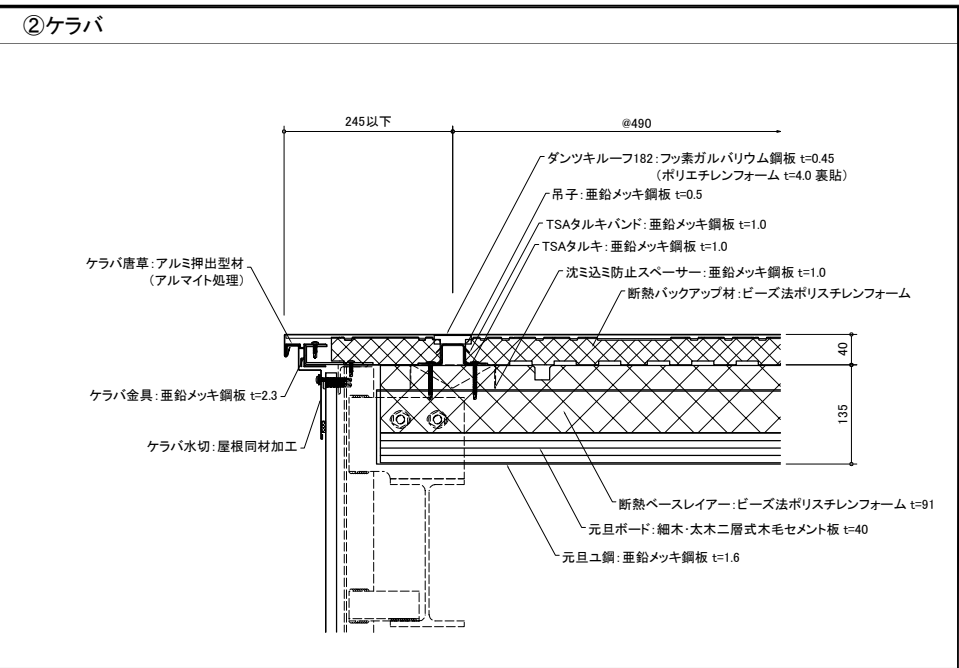 ②ケラバ
245以下
@490
ダンツキルーフ182：フッ素ガルバリウム鋼板 t=0.45
（ポリエチレンフォーム t=4.0 裏貼）
吊子：亜鉛メッキ鋼板 t=0.5
TSAタルキバンド：亜鉛メッキ鋼板 t=1.0
TSAタルキ：亜鉛メッキ鋼板 t=1.0
沈ミ込ミ防止スペーサー：亜鉛メッキ鋼板 t=1.0
断熱バックアップ材：ビーズ法ポリスチレンフォーム
ケラバ唐草：アルミ押出型材
（アルマイト処理）
40
ケラバ金具：亜鉛メッキ鋼板 t=2.3
135
ケラバ水切：屋根同材加工
断熱ベースレイアー：ビーズ法ポリスチレンフォーム t=91
元旦ボード：細木・太木二層式木毛セメント板 t=40
元旦ユ鋼：亜鉛メッキ鋼板 t=1.6